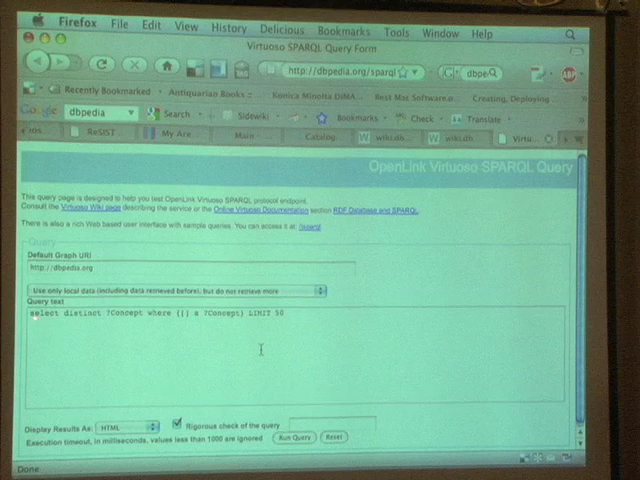 Firefox File Edit View History Delicious Bookmarks Tools Window Help
Virtuoso SPARQL Query Form
http://dbpedia.org/sparql
dbpe
ABP
Recently Bookmarked Antiquarian Books :: Konica Minolta DiMA... Best Mac Software.o... Creating, Deploying
Google dbpedia Search Sidewiki Bookmarks Check Translate
ReSIST My Are... Main Catalog wiki.db... wiki.db Virtu...
OpenLink Virtuoso SPARQL Query
This query page is designed to help you test OpenLink Virtuoso SPARQL protocol endpoint.
Consult the Virtuoso Wiki page describing the service or the Online Virtuoso Documentation section RDF Database and SPARQL.
There is also a rich Web based user interface with sample queries. You can access it at: /isparql
Query
Default Graph URI
http://dbpedia.org
Use only local data (including data retrieved before), but do not retrieve more
Query text
select distinct ?Concept where {[] a ?Concept} LIMIT 50
Display Results As: HTML Rigorous check of the query
Execution timeout, in milliseconds, values less than 1000 are ignored Run Query Reset
Done